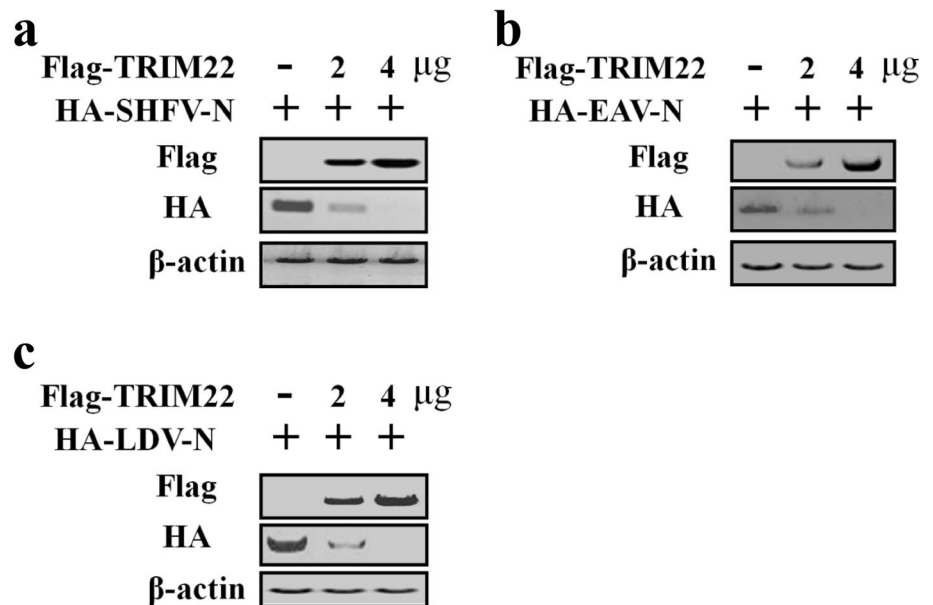 a
Flag-TRIM22 - 2 4 μg
HA-SHFV-N + + +
Flag
HA
β-actin
b
Flag-TRIM22 - 2 4 μg
HA-EAV-N + + +
Flag
HA
β-actin
c
Flag-TRIM22 - 2 4 μg
HA-LDV-N + + +
Flag
HA
β-actin